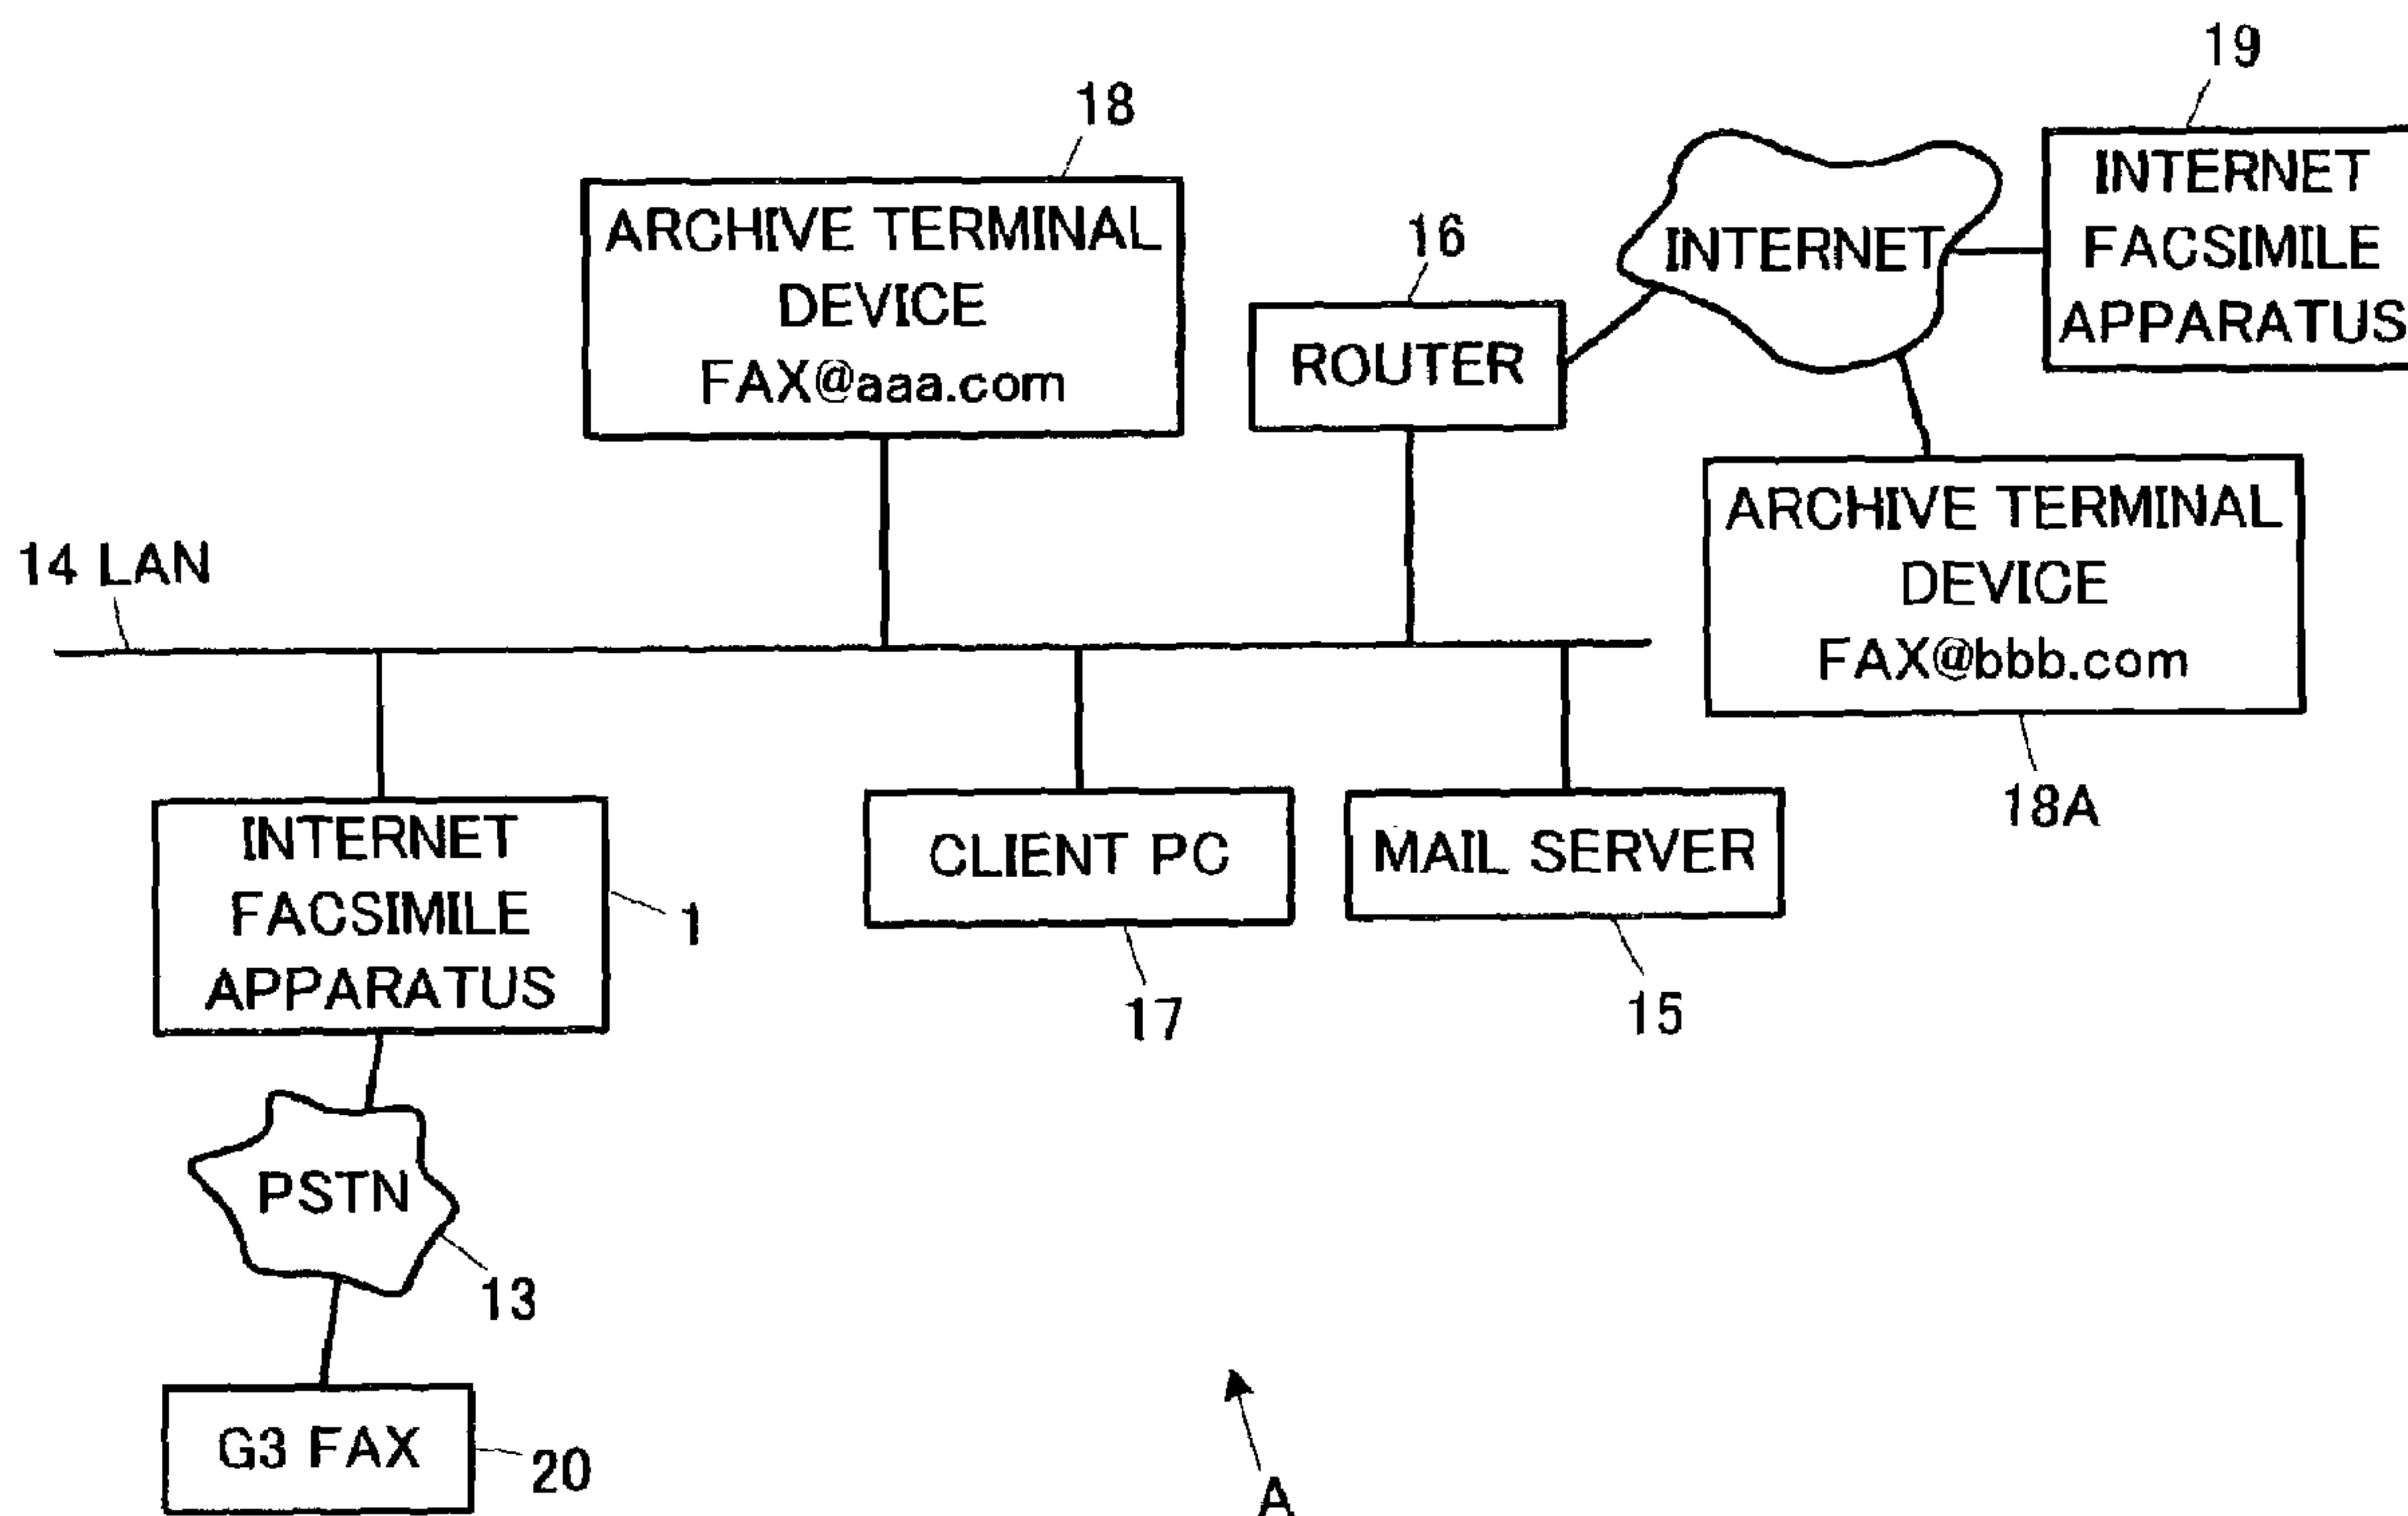 19
18
INTERNET
FACSIMILE
APPARATUS
ARCHIVE TERMINAL
DEVICE
FAX@aaa.com
16
ROUTER
INTERNET
ARCHIVE TERMINAL
DEVICE
FAX@bbb.com
18A
14 LAN
INTERNET
FACSIMILE
APPARATUS
1
CLIENT PC
17
MAIL SERVER
15
PSTN
13
G3 FAX
20
A